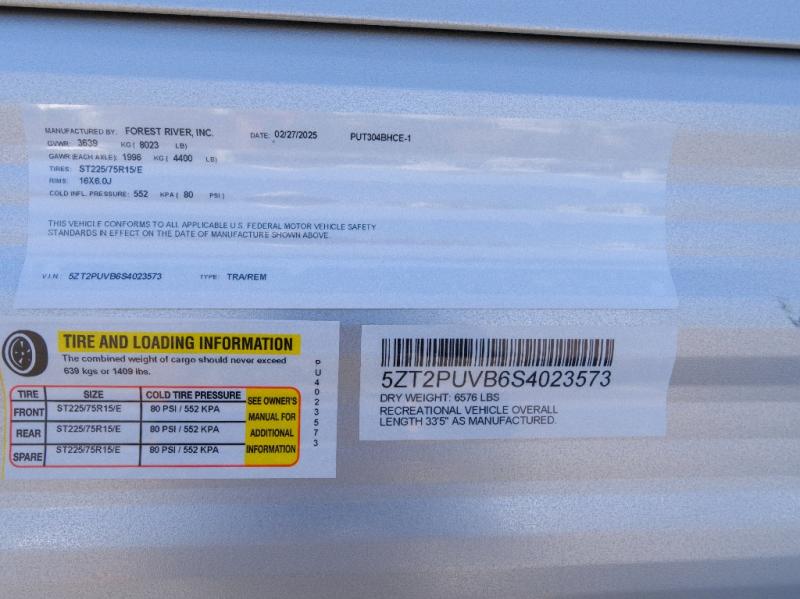 MANUFACTURED BY: FOREST RIVER, INC. DATE: 02/27/2025 PUT304BHCE-1
GVWR: 3639 KG ( 8023 LB)
GAWR (EACH AXLE): 1996 KG ( 4400 LB)
TIRES: ST225/75R15/E
RIMS: 16X6.0J
COLD INFL. PRESSURE: 552 KPA ( 80 PSI)
THIS VEHICLE CONFORMS TO ALL APPLICABLE U.S. FEDERAL MOTOR VEHICLE SAFETY
STANDARDS IN EFFECT ON THE DATE OF MANUFACTURE SHOWN ABOVE.
V.I.N.: 5ZT2PUVB6S4023573 TYPE: TRA/REM
TIRE AND LOADING INFORMATION
The combined weight of cargo should never exceed
639 kgs or 1409 lbs.
TIRE SIZE COLD TIRE PRESSURE
FRONT ST225/75R15/E 80 PSI / 552 KPA
REAR ST225/75R15/E 80 PSI / 552 KPA
SPARE ST225/75R15/E 80 PSI / 552 KPA
SEE OWNER'S
MANUAL FOR
ADDITIONAL
INFORMATION
PU4023573
5ZT2PUVB6S4023573
DRY WEIGHT: 6576 LBS
RECREATIONAL VEHICLE OVERALL
LENGTH 33'5" AS MANUFACTURED.